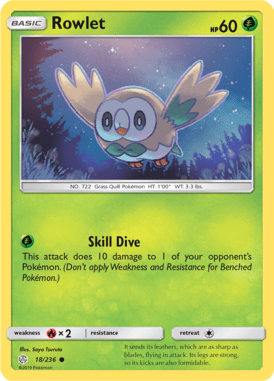 BASIC Rowlet HP60
NO. 722 Grass Quill Pokémon HT: 1'00" WT: 3.3 lbs.
Skill Dive
This attack does 10 damage to 1 of your opponent's
Pokémon. (Don't apply Weakness and Resistance for Benched
Pokémon.)
weakness × 2 resistance retreat
Illus. Saya Tsuruta
18/236
©2019 Pokémon
It sends its feathers, which are as sharp as
blades, flying in attack. Its legs are strong,
so its kicks are also formidable.